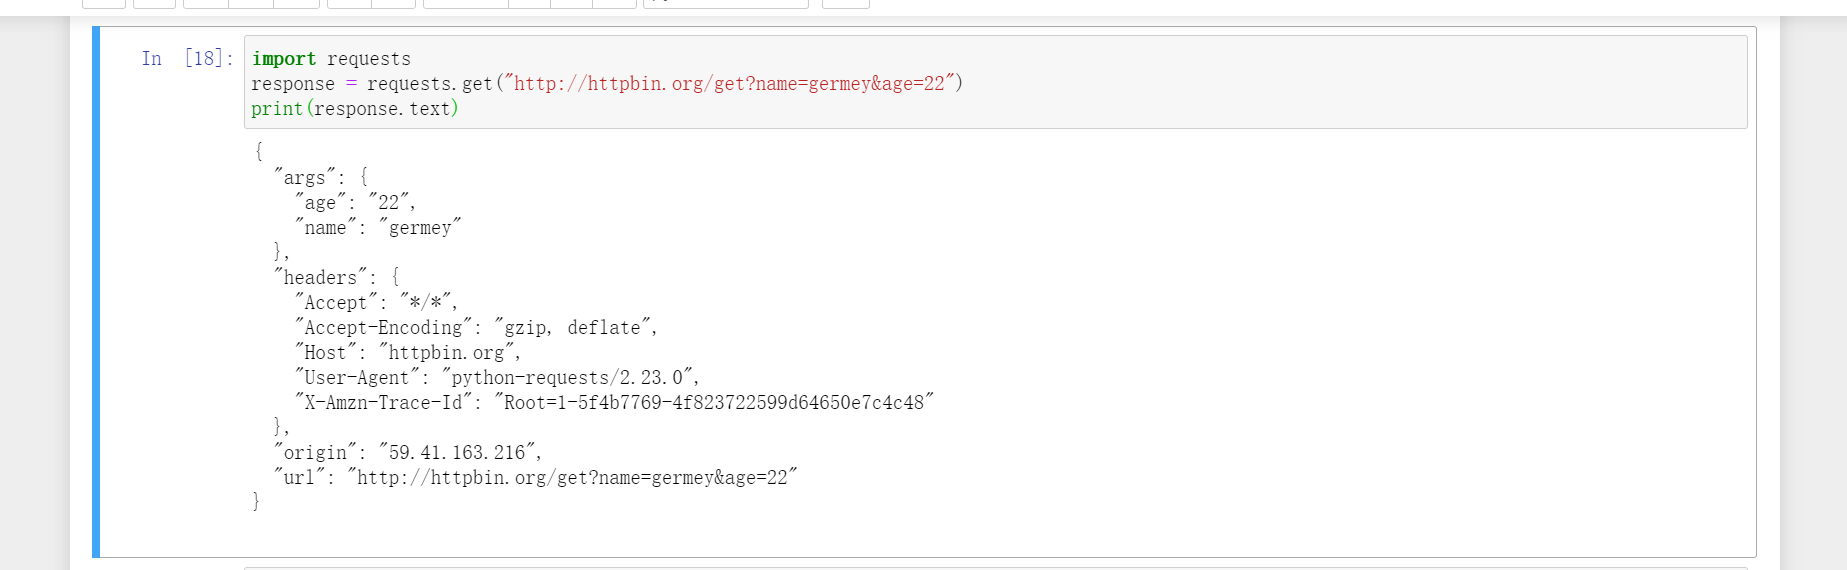 In [18]:
import requests
response = requests.get("http://httpbin.org/get?name=germey&age=22")
print(response.text)
{
  "args": {
    "age": "22",
    "name": "germey"
  },
  "headers": {
    "Accept": "*/*",
    "Accept-Encoding": "gzip, deflate",
    "Host": "httpbin.org",
    "User-Agent": "python-requests/2.23.0",
    "X-Amzn-Trace-Id": "Root=1-5f4b7769-4f823722599d64650e7c4c48"
  },
  "origin": "59.41.163.216",
  "url": "http://httpbin.org/get?name=germey&age=22"
}